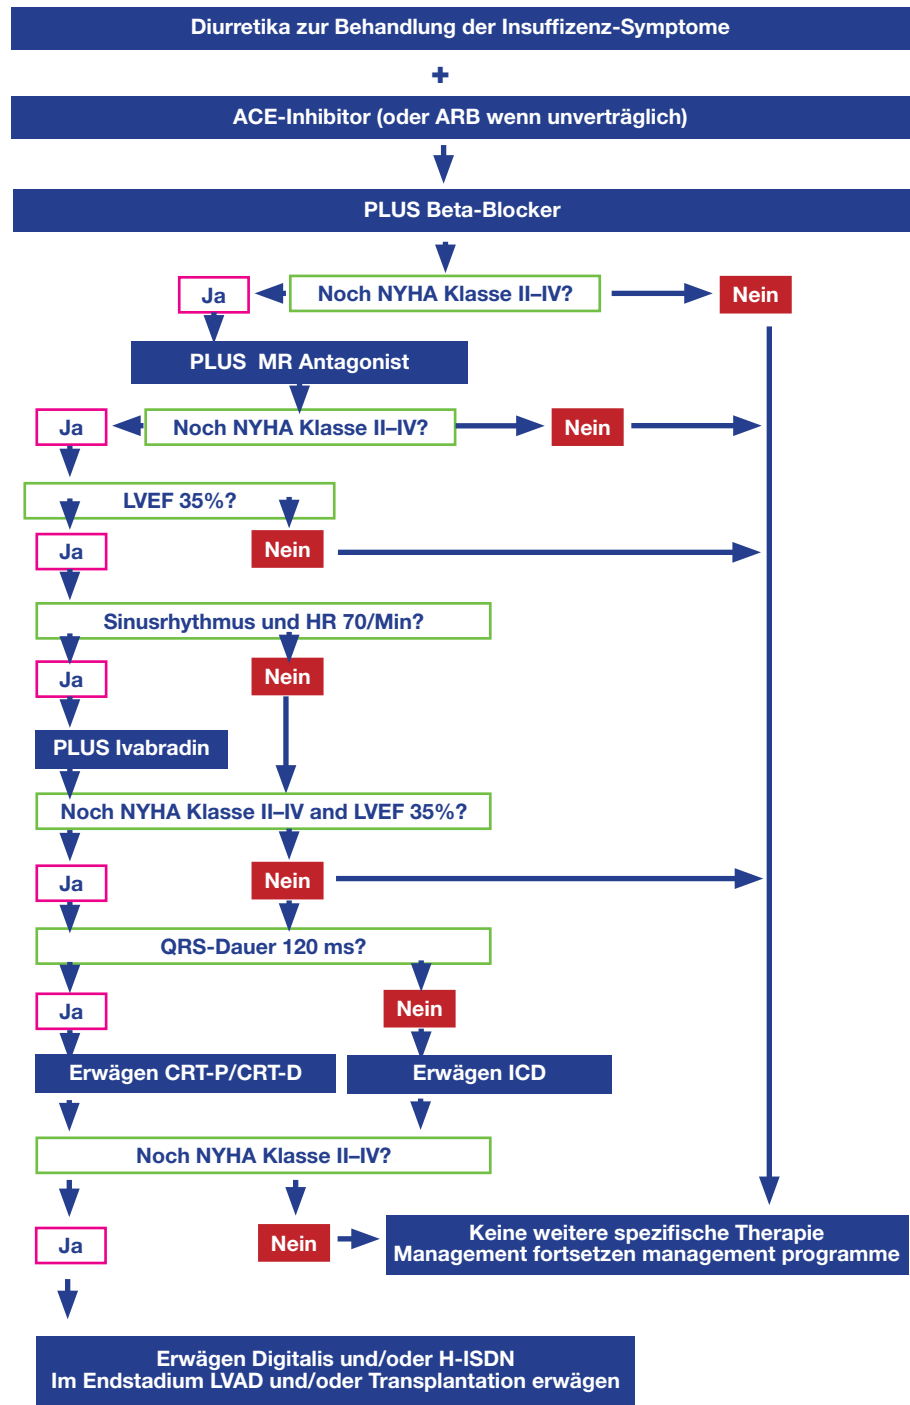 Diurretika zur Behandlung der Insuffizenz-Symptome
+
ACE-Inhibitor (oder ARB wenn unverträglich)
PLUS Beta-Blocker
Ja
Noch NYHA Klasse II–IV?
Nein
PLUS MR Antagonist
Ja
Noch NYHA Klasse II–IV?
Nein
LVEF 35%?
Ja
Nein
Sinusrhythmus und HR 70/Min?
Ja
Nein
PLUS Ivabradin
Noch NYHA Klasse II–IV and LVEF 35%?
Ja
Nein
QRS-Dauer 120 ms?
Ja
Nein
Erwägen CRT-P/CRT-D
Erwägen ICD
Noch NYHA Klasse II–IV?
Ja
Nein
Keine weitere spezifische Therapie
Management fortsetzen management programme
Erwägen Digitalis und/oder H-ISDN
Im Endstadium LVAD und/oder Transplantation erwägen